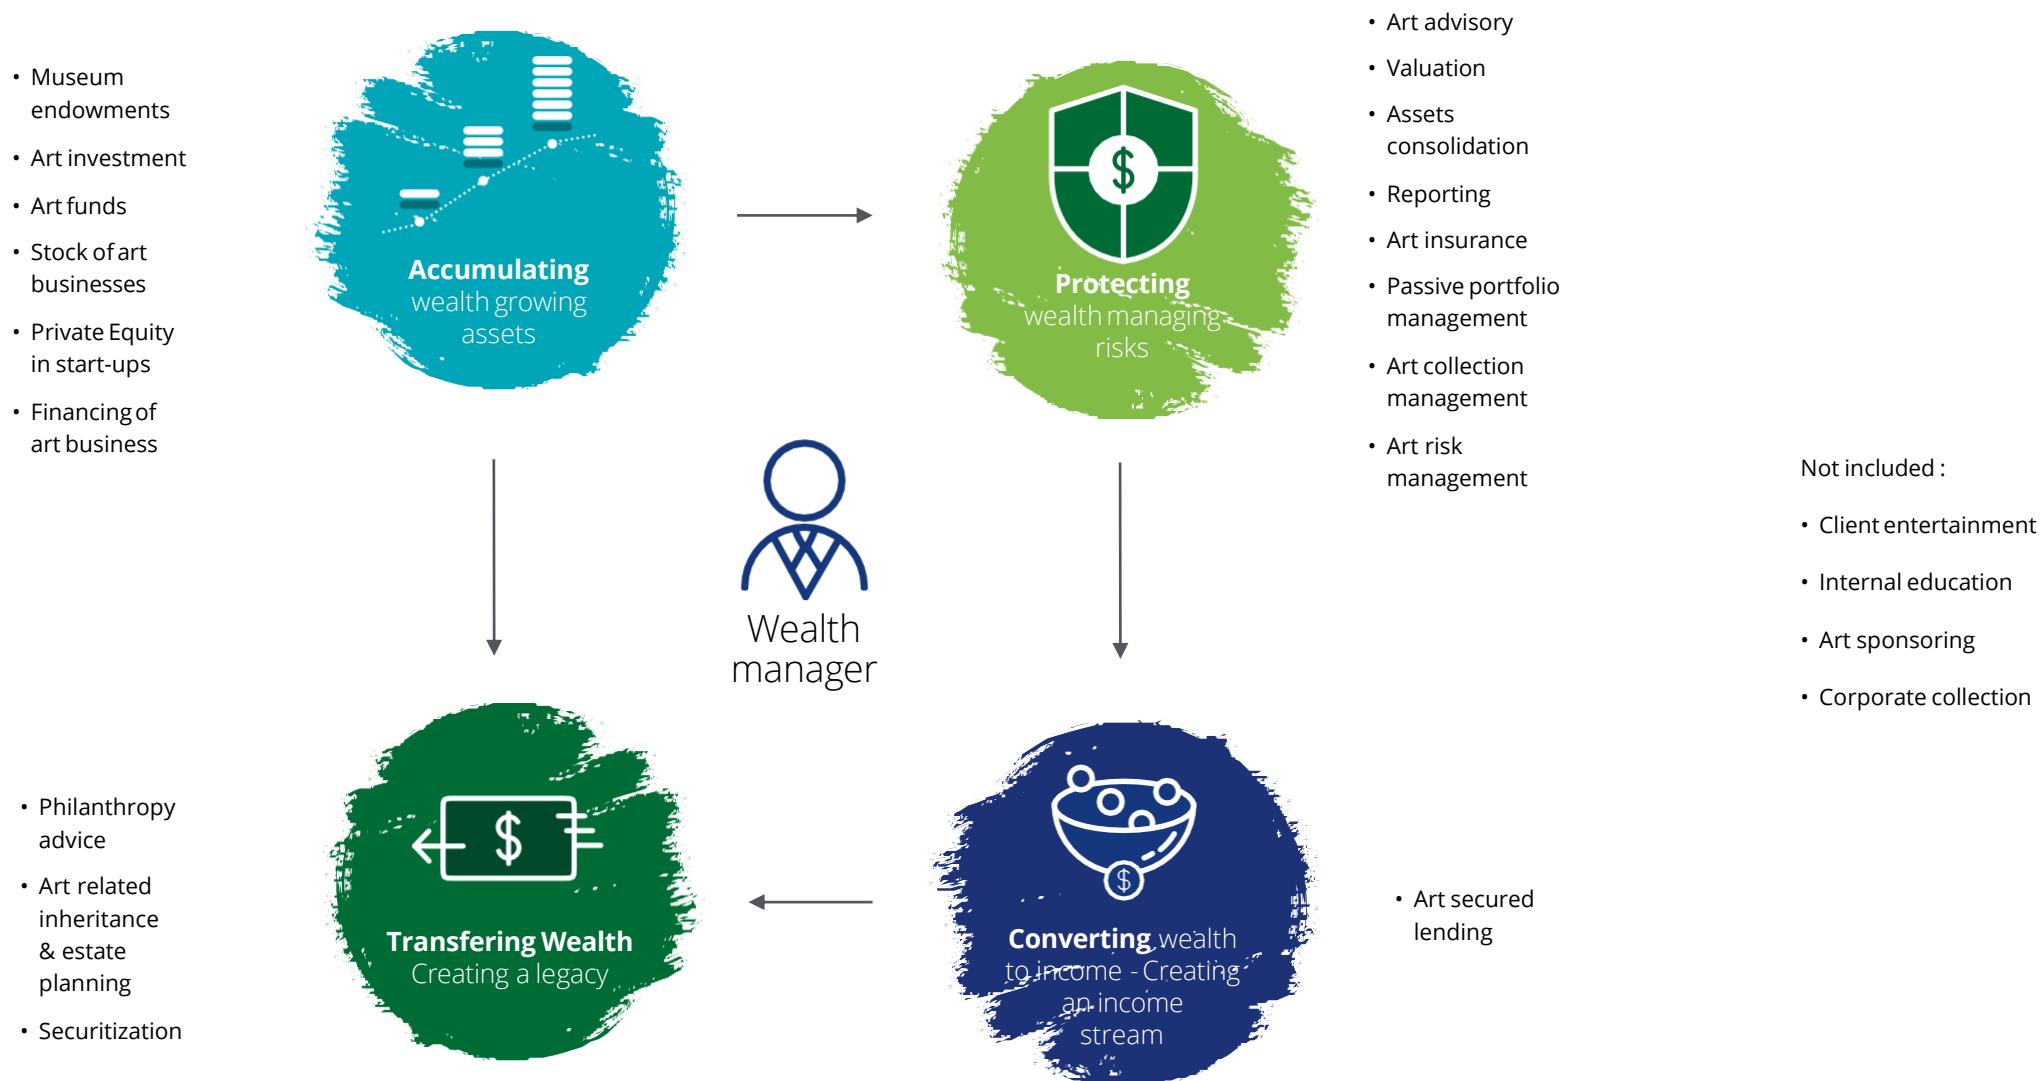 • Museum
endowments
• Art investment
• Art funds
• Stock of art
businesses
• Private Equity
in start-ups
• Financing of
art business
Accumulating
wealth growing
assets
$
Protecting
wealth managing
risks
• Art advisory
• Valuation
• Assets
consolidation
• Reporting
• Art insurance
• Passive portfolio
management
• Art collection
management
• Art risk
management
Wealth
manager
Not included :
• Client entertainment
• Internal education
• Art sponsoring
• Corporate collection
• Philanthropy
advice
• Art related
inheritance
& estate
planning
• Securitization
$
Transfering Wealth
Creating a legacy
$
Converting wealth
to income - Creating
an income
stream
• Art secured
lending